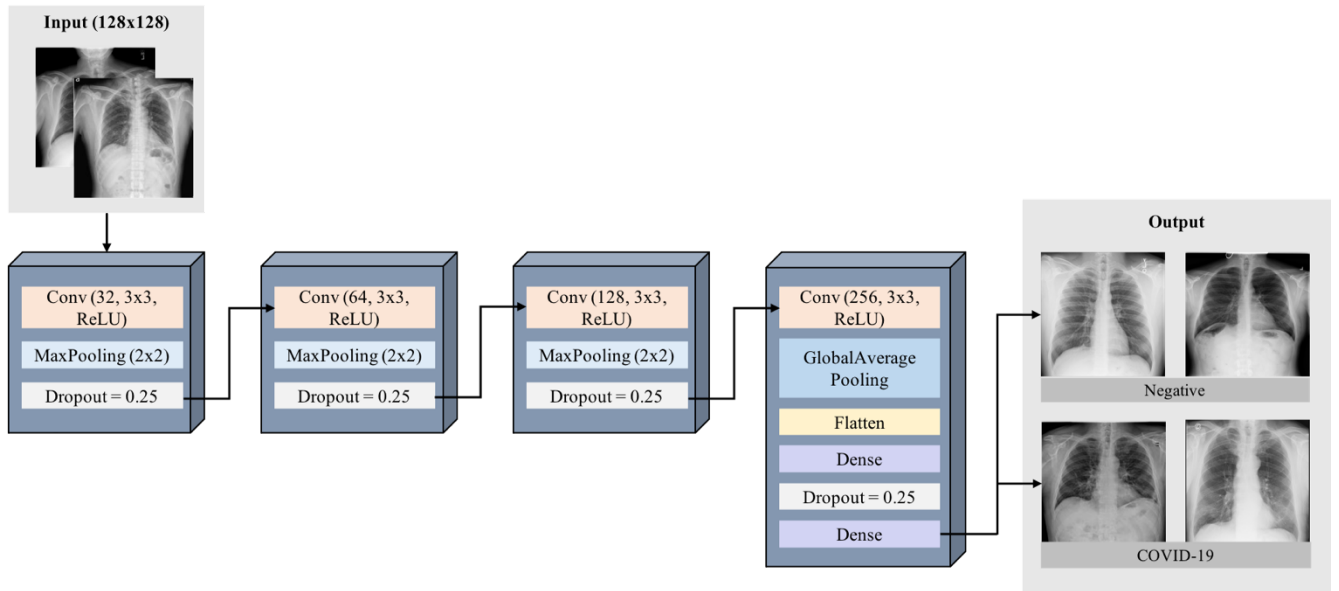 Input (128x128)
Conv (32, 3x3,
ReLU)
MaxPooling (2x2)
Dropout = 0.25
Conv (64, 3x3,
ReLU)
MaxPooling (2x2)
Dropout = 0.25
Conv (128, 3x3,
ReLU)
MaxPooling (2x2)
Dropout = 0.25
Conv (256, 3x3,
ReLU)
GlobalAverage
Pooling
Flatten
Dense
Dropout = 0.25
Dense
Output
Negative
COVID-19